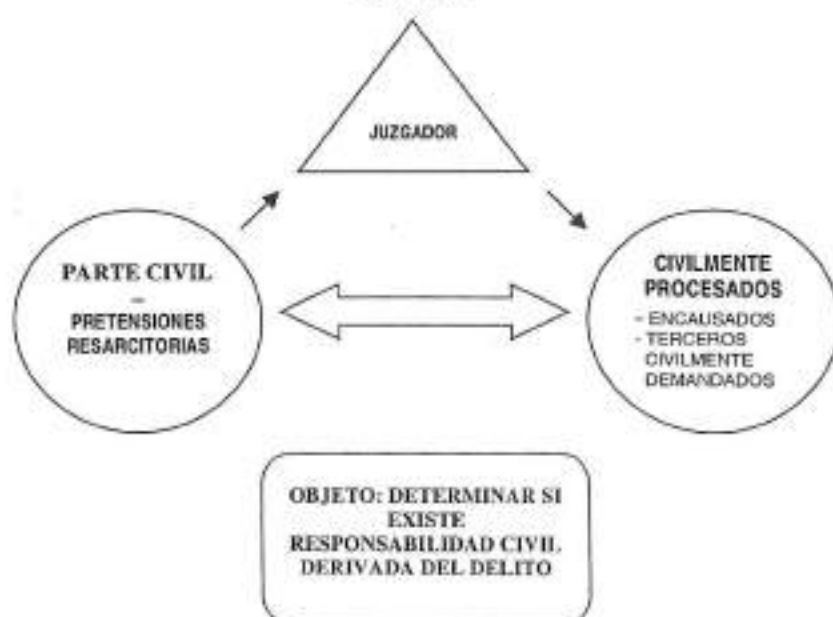 JUZGADOR
PARTE CIVIL
–
PRETENSIONES
RESARCITORIAS
CIVILMENTE
PROCESADOS
- ENCAUSADOS
- TERCEROS
CIVILMENTE
DEMANDADOS
OBJETO: DETERMINAR SI
EXISTE
RESPONSABILIDAD CIVIL
DERIVADA DEL DELITO